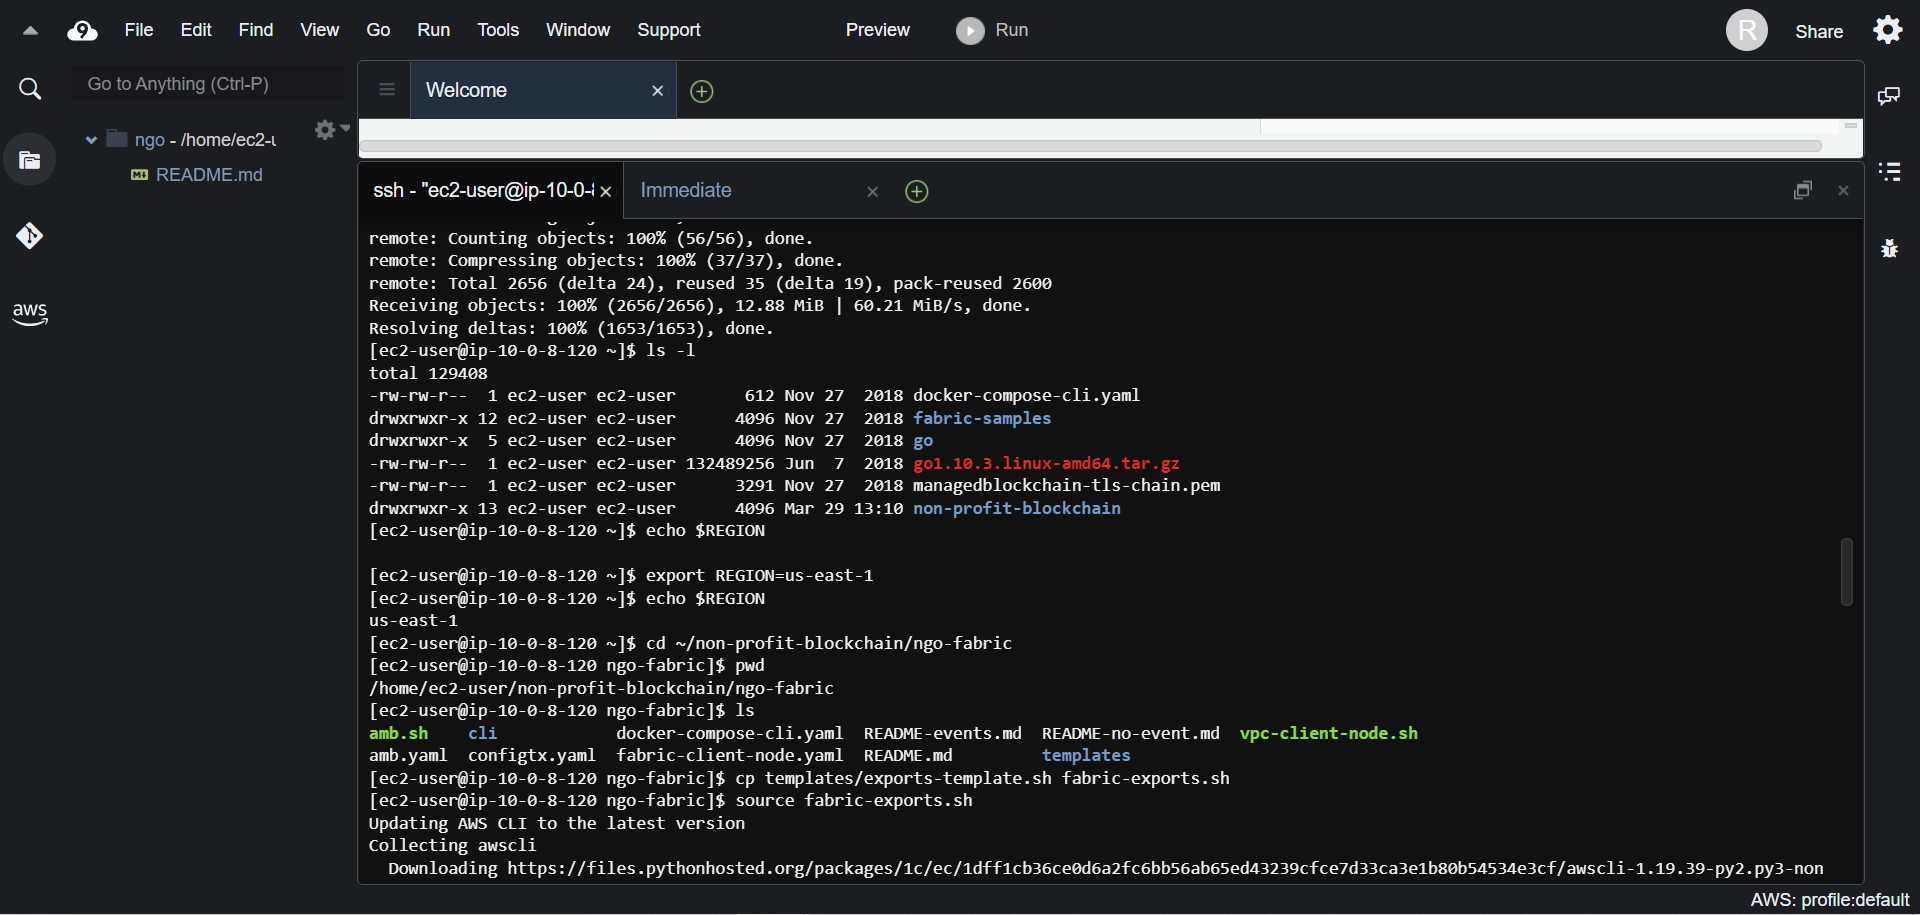 File Edit Find View Go Run Tools Window Support Preview Run R Share
Go to Anything (Ctrl-P)
Welcome
ngo - /home/ec2-u
README.md
aws
ssh - "ec2-user@ip-10-0-8 Immediate
remote: Counting objects: 100% (56/56), done.
remote: Compressing objects: 100% (37/37), done.
remote: Total 2656 (delta 24), reused 35 (delta 19), pack-reused 2600
Receiving objects: 100% (2656/2656), 12.88 MiB | 60.21 MiB/s, done.
Resolving deltas: 100% (1653/1653), done.
[ec2-user@ip-10-0-8-120 ~]$ ls -l
total 129408
-rw-rw-r--  1 ec2-user ec2-user       612 Nov 27  2018 docker-compose-cli.yaml
drwxrwxr-x 12 ec2-user ec2-user      4096 Nov 27  2018 fabric-samples
drwxrwxr-x  5 ec2-user ec2-user      4096 Nov 27  2018 go
-rw-rw-r--  1 ec2-user ec2-user 132489256 Jun  7  2018 go1.10.3.linux-amd64.tar.gz
-rw-rw-r--  1 ec2-user ec2-user      3291 Nov 27  2018 managedblockchain-tls-chain.pem
drwxrwxr-x 13 ec2-user ec2-user      4096 Mar 29 13:10 non-profit-blockchain
[ec2-user@ip-10-0-8-120 ~]$ echo $REGION
[ec2-user@ip-10-0-8-120 ~]$ export REGION=us-east-1
[ec2-user@ip-10-0-8-120 ~]$ echo $REGION
us-east-1
[ec2-user@ip-10-0-8-120 ~]$ cd ~/non-profit-blockchain/ngo-fabric
[ec2-user@ip-10-0-8-120 ngo-fabric]$ pwd
/home/ec2-user/non-profit-blockchain/ngo-fabric
[ec2-user@ip-10-0-8-120 ngo-fabric]$ ls
amb.sh    cli            docker-compose-cli.yaml  README-events.md  README-no-event.md  vpc-client-node.sh
amb.yaml  configtx.yaml  fabric-client-node.yaml  README.md         templates
[ec2-user@ip-10-0-8-120 ngo-fabric]$ cp templates/exports-template.sh fabric-exports.sh
[ec2-user@ip-10-0-8-120 ngo-fabric]$ source fabric-exports.sh
Updating AWS CLI to the latest version
Collecting awscli
Downloading https://files.pythonhosted.org/packages/1c/ec/1dff1cb36ce0d6a2fc6bb56ab65ed43239cfce7d33ca3e1b80b54534e3cf/awscli-1.19.39-py2.py3-non
AWS: profile:default